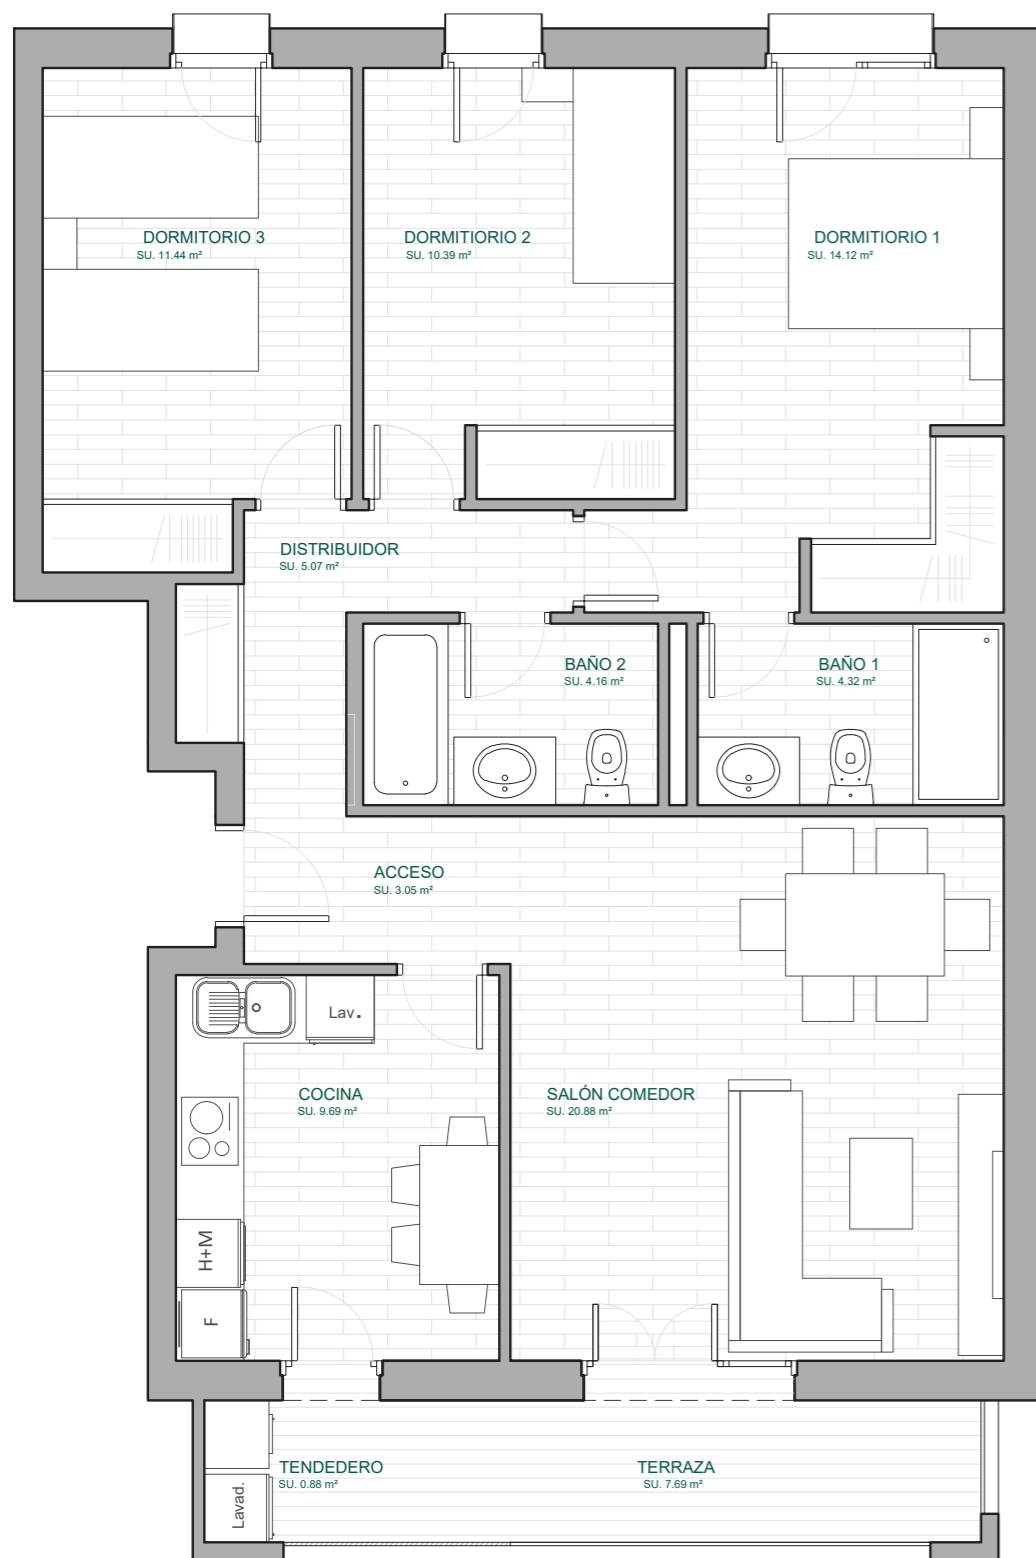 DORMITORIO 3
SU. 11.44 m²
DORMITIORIO 2
SU. 10.39 m²
DORMITIORIO 1
SU. 14.12 m²
DISTRIBUIDOR
SU. 5.07 m²
BAÑO 2
SU. 4.16 m²
BAÑO 1
SU. 4.32 m²
ACCESO
SU. 3.05 m²
Lav.
COCINA
SU. 9.69 m²
SALÓN COMEDOR
SU. 20.88 m²
H+M
F
TENDEDERO
SU. 0.88 m²
TERRAZA
SU. 7.69 m²
Lavad.